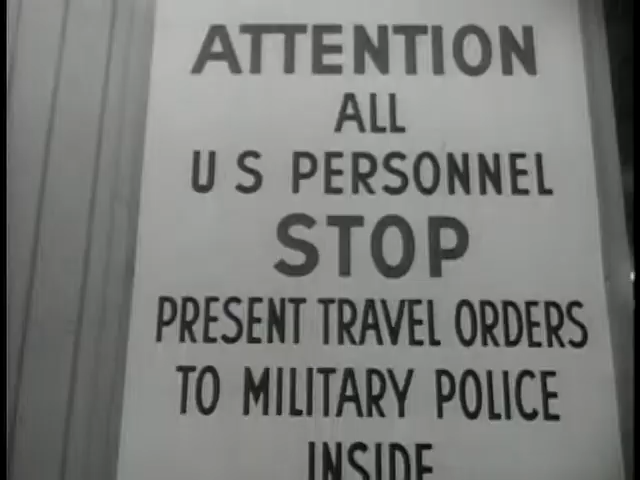 ATTENTION
ALL
U S PERSONNEL
STOP
PRESENT TRAVEL ORDERS
TO MILITARY POLICE
INSIDE